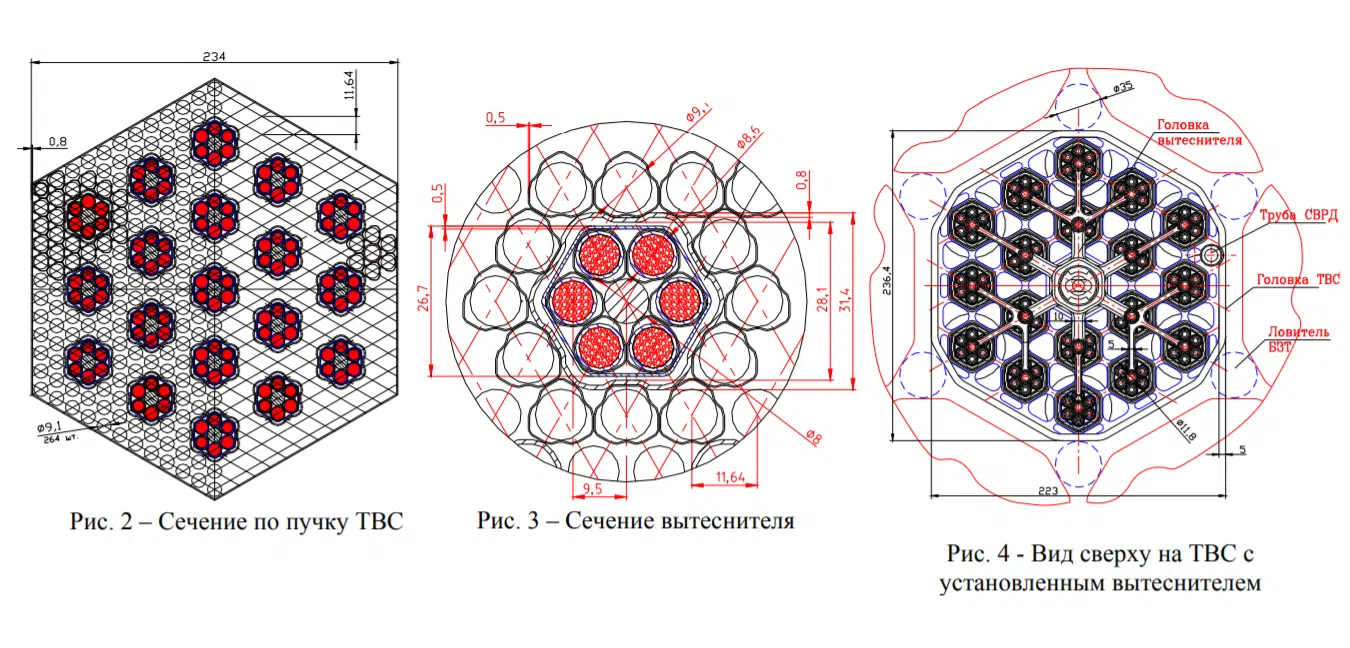 234
11,64
0,8
ø9,1
264 шт.
Рис. 2 – Сечение по пучку ТВС
0,5
ø9,1
ø8,6
0,5
0,8
26,7
28,1
31,4
ø8
9,5
11,64
Рис. 3 – Сечение вытеснителя
ø35
Головка
вытеснителя
Труба СВРД
236,4
Головка ТВС
10
5
Ловитель
БЗТ
ø11,8
5
223
Рис. 4 - Вид сверху на ТВС с
установленным вытеснителем